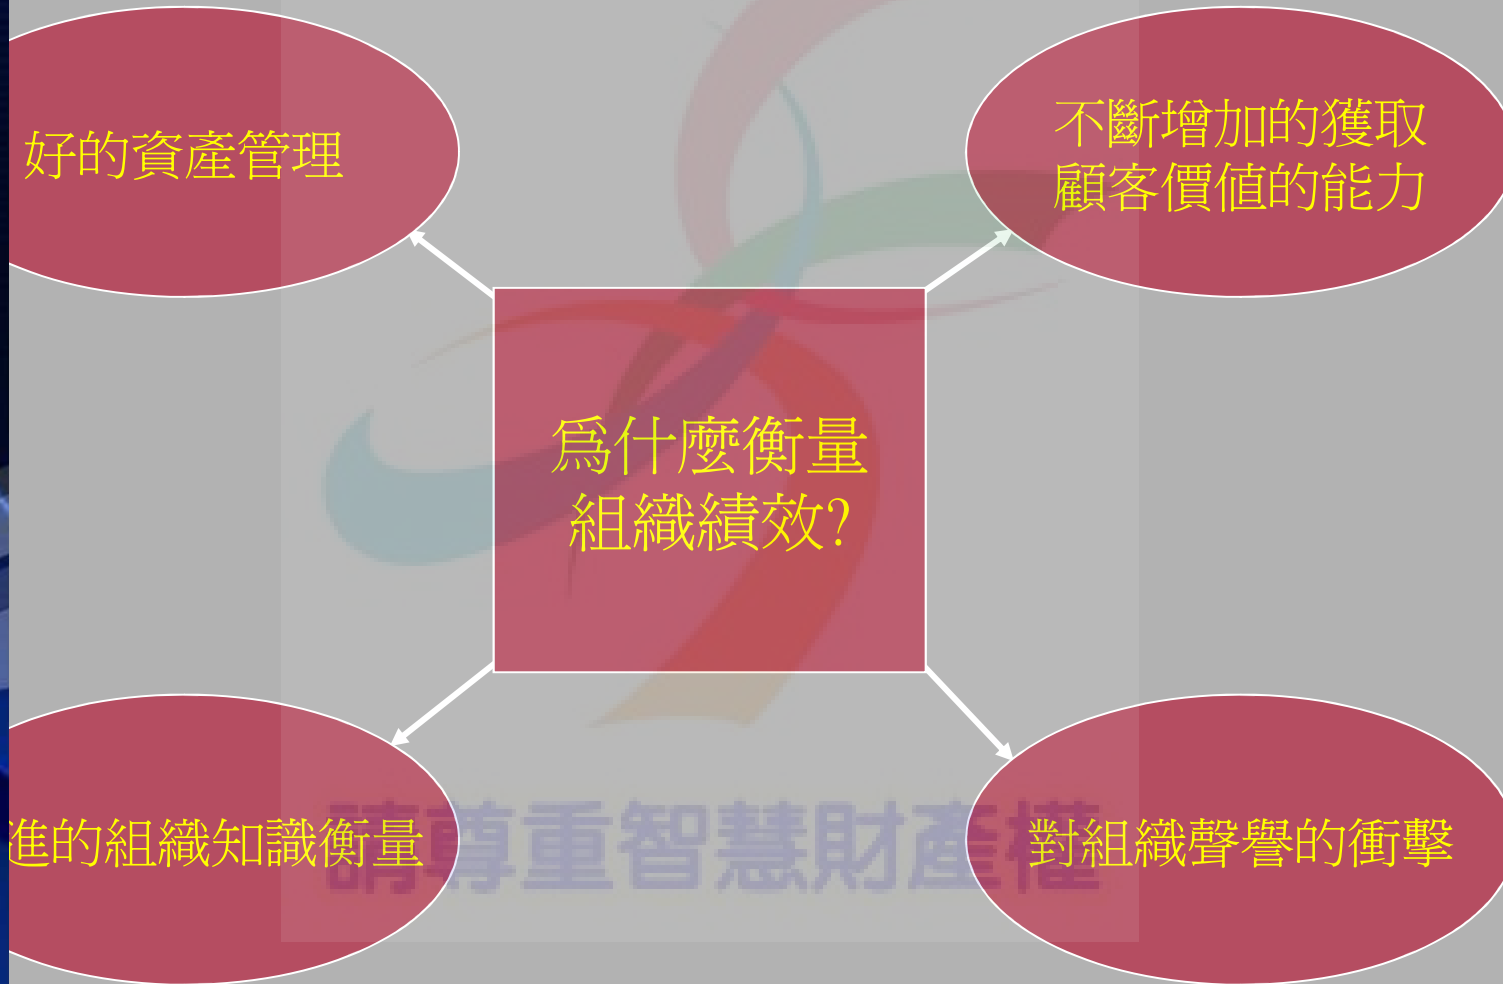 好的資產管理
不斷增加的獲取
顧客價值的能力
為什麼衡量
組織績效?
進的組織知識衡量
對組織聲譽的衝擊
請尊重智慧財產權